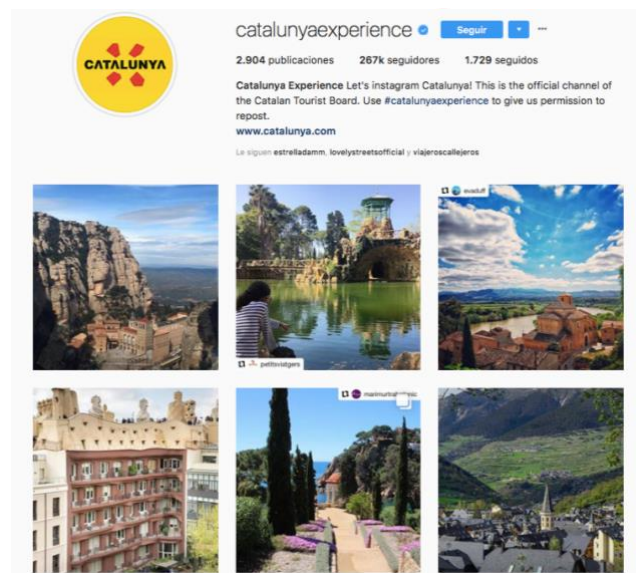 catalunyaexperience Seguir
CATALUNYA
2.904 publicaciones 267k seguidores 1.729 seguidos
Catalunya Experience Let's instagram Catalunya! This is the official channel of
the Catalan Tourist Board. Use #catalunyaexperience to give us permission to
repost.
www.catalunya.com
Le siguen estrelladamm, lovelystreetsofficial y viajeroscallejeros
evaduff
petitsviatgers